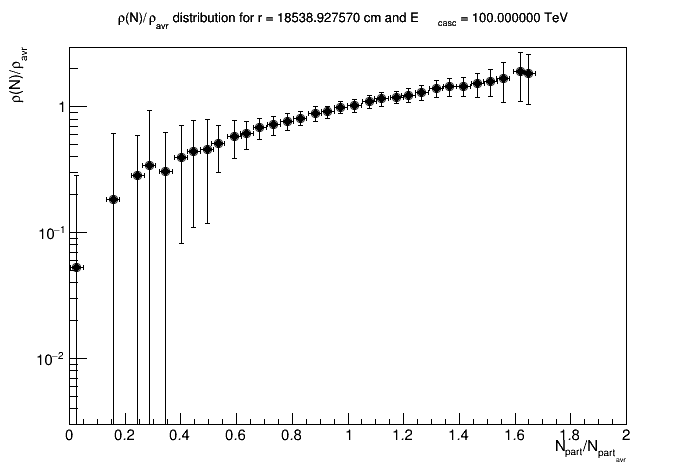 ρ(N)/ρavr distribution for r = 18538.927570 cm and E casc = 100.000000 TeV
ρ(N)/ρavr
1
10−1
10−2
0 0.2 0.4 0.6 0.8 1 1.2 1.4 1.6 1.8 2
Npart/Npartavr